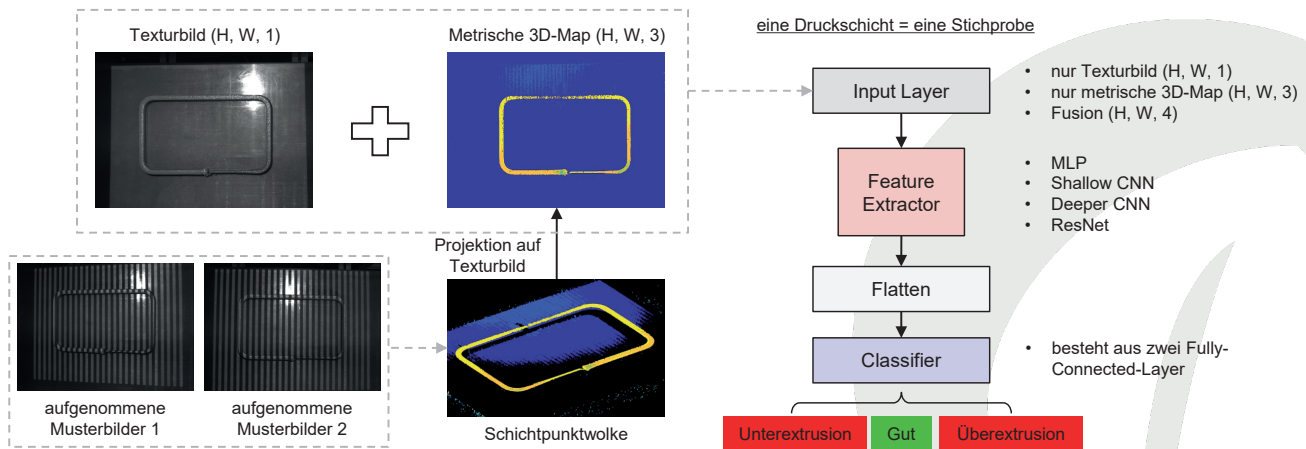 Texturbild (H, W, 1)
Metrische 3D-Map (H, W, 3)
Projektion auf
Texturbild
aufgenommene
Musterbilder 1
aufgenommene
Musterbilder 2
Schichtpunktwolke
eine Druckschicht = eine Stichprobe
Input Layer
• nur Texturbild (H, W, 1)
• nur metrische 3D-Map (H, W, 3)
• Fusion (H, W, 4)
Feature
Extractor
• MLP
• Shallow CNN
• Deeper CNN
• ResNet
Flatten
Classifier
• besteht aus zwei Fully-
Connected-Layer
Unterextrusion
Gut
Überextrusion